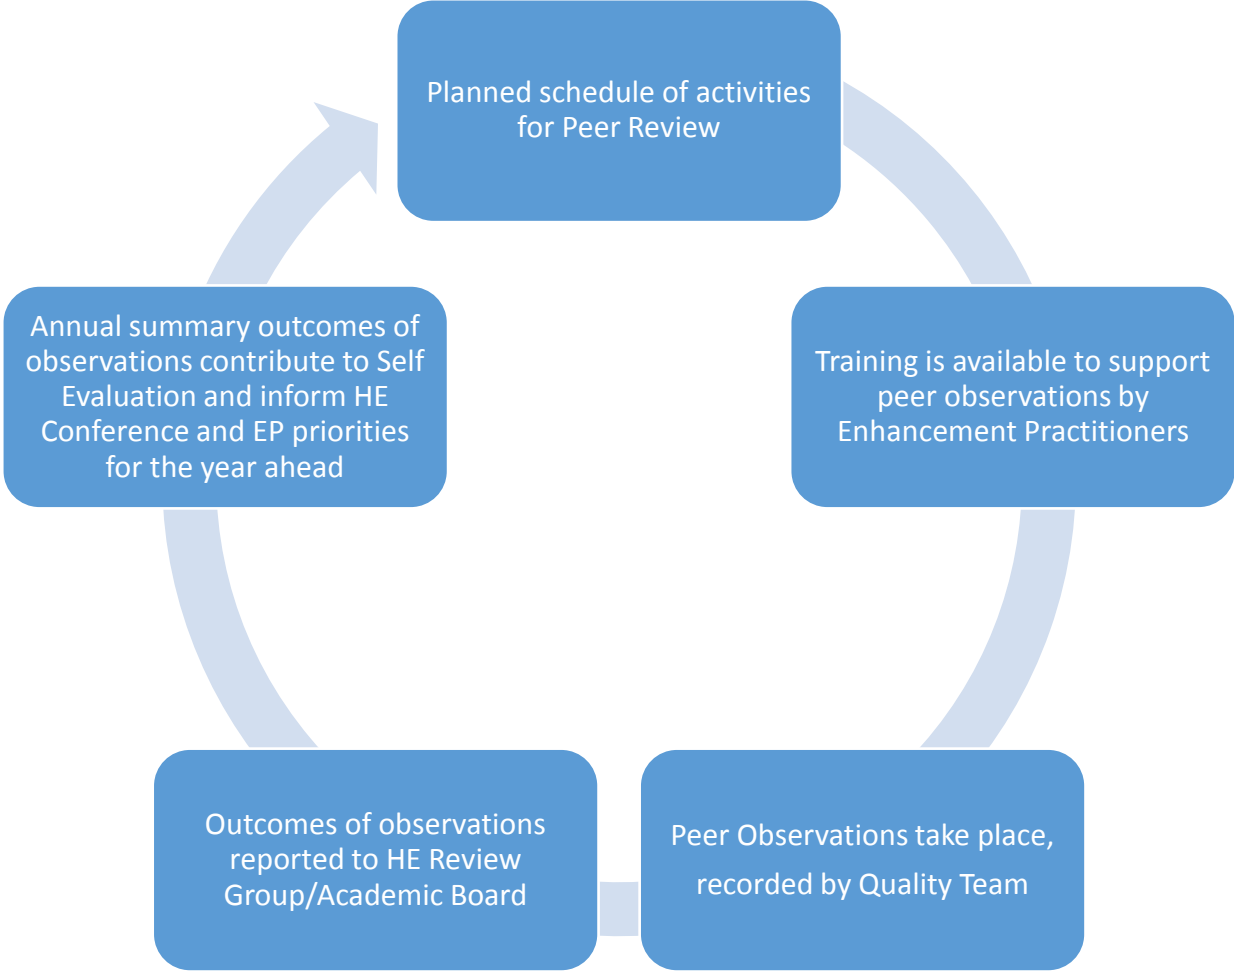 Planned schedule of activities
for Peer Review
Training is available to support
peer observations by
Enhancement Practitioners
Peer Observations take place,
recorded by Quality Team
Outcomes of observations
reported to HE Review
Group/Academic Board
Annual summary outcomes of
observations contribute to Self
Evaluation and inform HE
Conference and EP priorities
for the year ahead